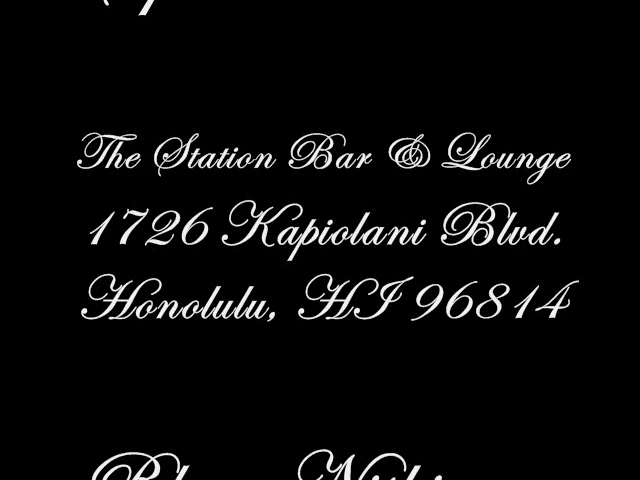 The Station Bar & Lounge
1726 Kapiolani Blvd.
Honolulu, HI 96814